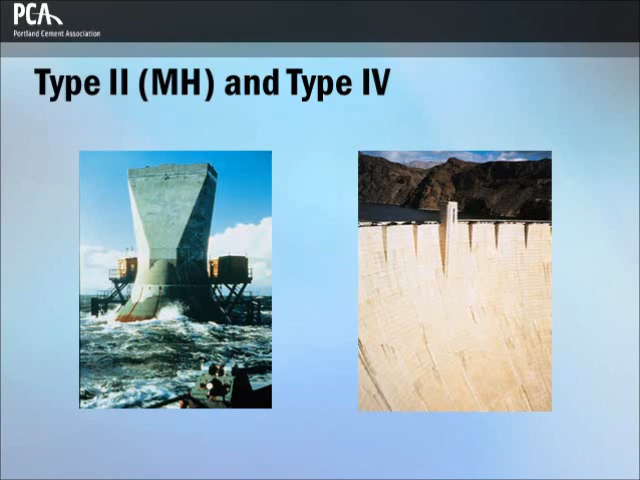 PCA
Portland Cement Association
Type II (MH) and Type IV